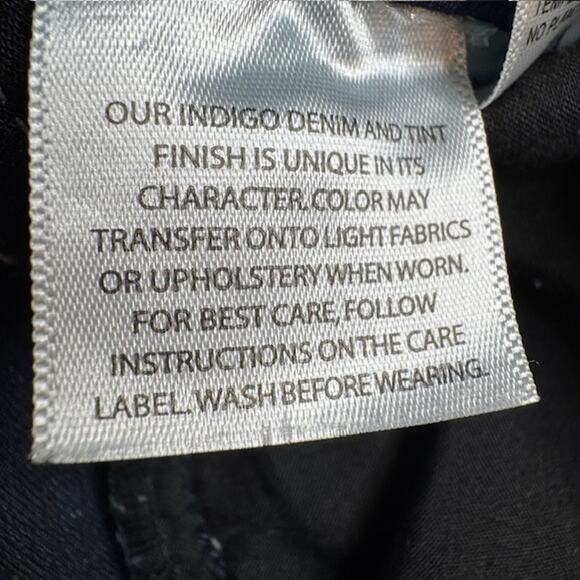 OUR INDIGO DENIM AND TINT
FINISH IS UNIQUE IN ITS
CHARACTER. COLOR MAY
TRANSFER ONTO LIGHT FABRICS
OR UPHOLSTERY WHEN WORN.
FOR BEST CARE, FOLLOW
INSTRUCTIONS ON THE CARE
LABEL. WASH BEFORE WEARING.
NO